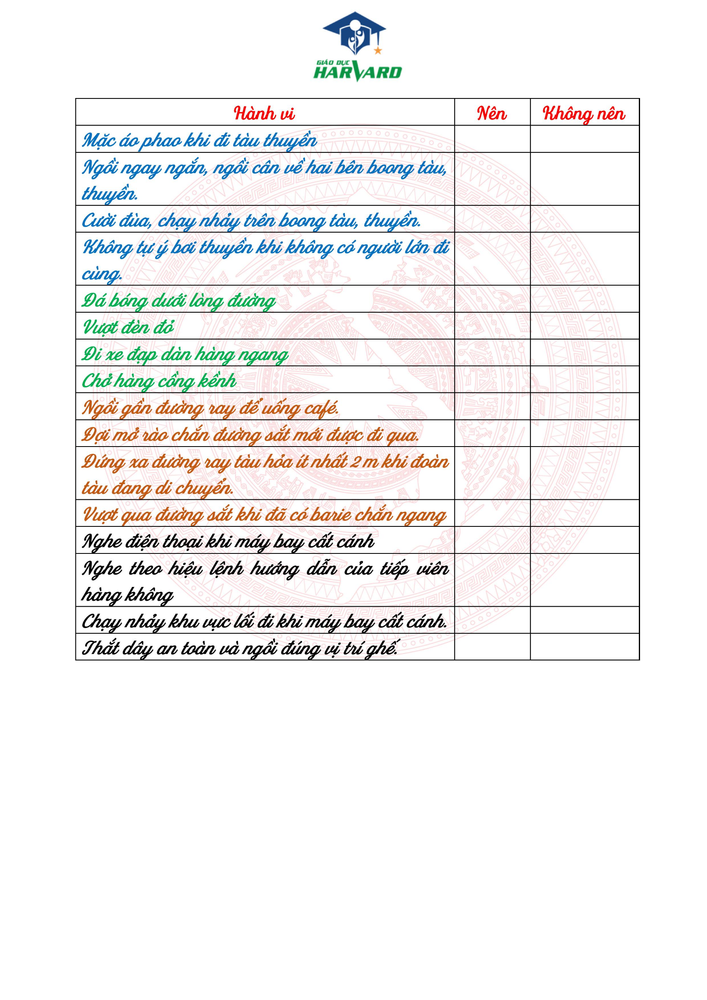 GIÁO DỤC
HARVARD
Hành vi Nên Không nên
Mặc áo phao khi đi tàu thuyền
Ngồi ngay ngắn, ngồi cân về hai bên boong tàu,
thuyền.
Cười đùa, chạy nhảy trên boong tàu, thuyền.
Không tự ý bơi thuyền khi không có người lớn đi
cùng.
Đá bóng dưới lòng đường
Vượt đèn đỏ
Đi xe đạp dàn hàng ngang
Chở hàng cồng kềnh
Ngồi gần đường ray để uống café.
Đợi mở rào chắn đường sắt mới được đi qua.
Đứng xa đường ray tàu hỏa ít nhất 2 m khi đoàn
tàu đang di chuyển.
Vượt qua đường sắt khi đã có barie chắn ngang
Nghe điện thoại khi máy bay cất cánh
Nghe theo hiệu lệnh hướng dẫn của tiếp viên
hàng không
Chạy nhảy khu vực lối đi khi máy bay cất cánh.
Thắt dây an toàn và ngồi đúng vị trí ghế.